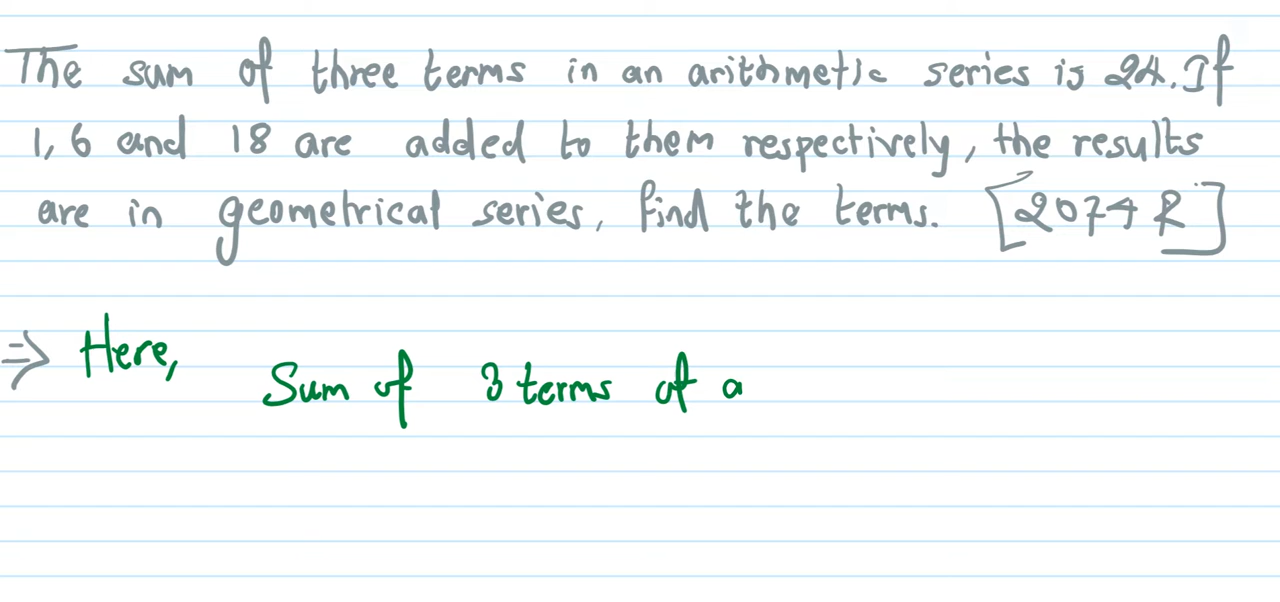 The sum of three terms in an arithmetic series is 24. If
1, 6 and 18 are added to them respectively, the results
are in geometrical series, find the terms. [2074 R]
⇒ Here,
Sum of 3 terms of a